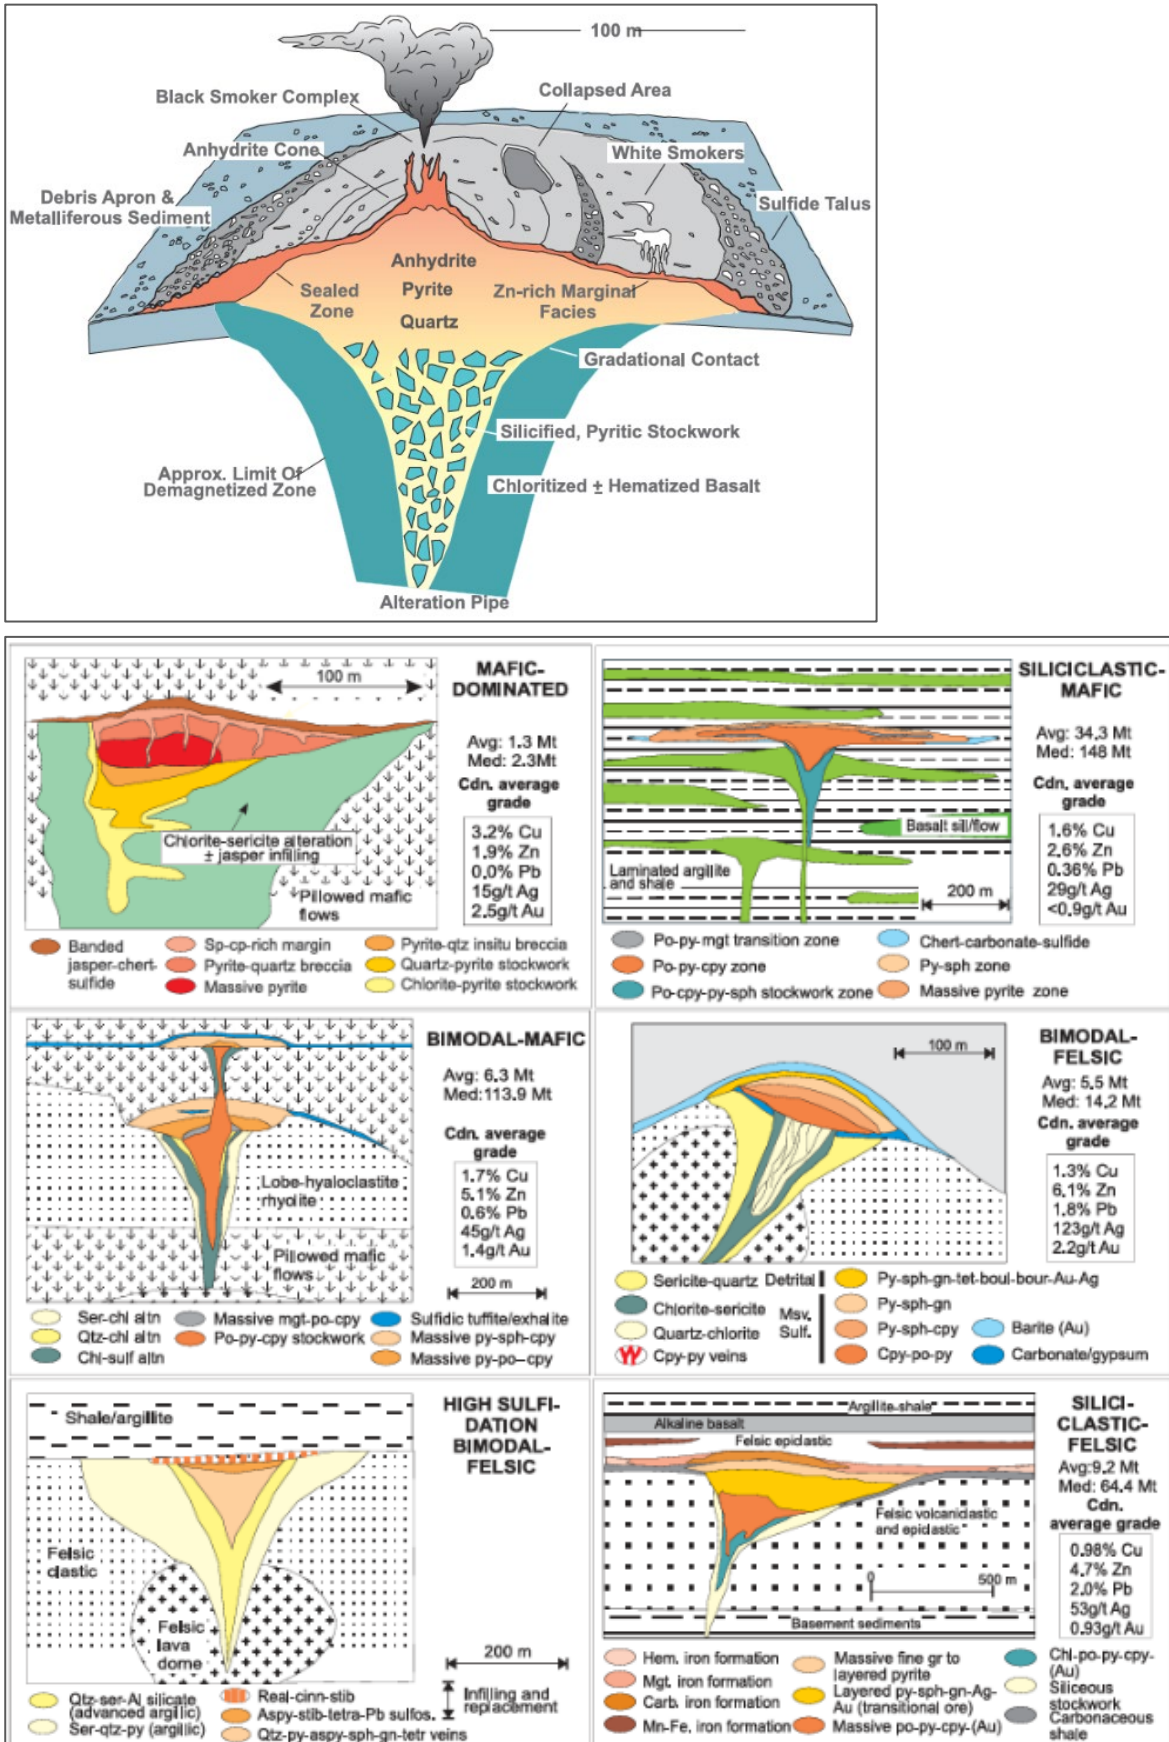 100 m
Black Smoker Complex
Collapsed Area
Anhydrite Cone
White Smokers
Debris Apron &
Metalliferous Sediment
Sulfide Talus
Anhydrite
Pyrite
Quartz
Sealed
Zone
Zn-rich Marginal
Facies
Gradational Contact
Silicified, Pyritic Stockwork
Approx. Limit Of
Demagnetized Zone
Chloritized ± Hematized Basalt
Alteration Pipe
MAFIC-
DOMINATED
100 m
Avg: 1.3 Mt
Med: 2.3Mt
Cdn. average
grade
3.2% Cu
1.9% Zn
0.0% Pb
15g/t Ag
2.5g/t Au
Chlorite-sericite alteration
± jasper infilling
Pillowed mafic
flows
Banded
jasper-chert-
sulfide
Sp-cp-rich margin
Pyrite-quartz breccia
Massive pyrite
Pyrite-qtz insitu breccia
Quartz-pyrite stockwork
Chlorite-pyrite stockwork
SILICICLASTIC-
MAFIC
Avg: 34.3 Mt
Med: 148 Mt
Cdn. average
grade
1.6% Cu
2.6% Zn
0.36% Pb
29g/t Ag
<0.9g/t Au
Basalt sill/flow
Laminated argillite
and shale
200 m
Po-py-mgt transition zone
Po-py-cpy zone
Po-cpy-py-sph stockwork zone
Chert-carbonate-sulfide
Py-sph zone
Massive pyrite zone
BIMODAL-MAFIC
Avg: 6.3 Mt
Med:113.9 Mt
Cdn. average
grade
1.7% Cu
5.1% Zn
0.6% Pb
45g/t Ag
1.4g/t Au
Lobe-hyaloclastite
rhyolite
Pillowed mafic
flows
200 m
Ser-chl altn
Qtz-chl altn
Chl-sulf altn
Massive mgt-po-cpy
Po-py-cpy stockwork
Sulfidic tuffite/exhalite
Massive py-sph-cpy
Massive py-po-cpy
BIMODAL-
FELSIC
100 m
Avg: 5.5 Mt
Med: 14.2 Mt
Cdn. average
grade
1.3% Cu
6.1% Zn
1.8% Pb
123g/t Ag
2.2g/t Au
Sericite-quartz
Chlorite-sericite
Quartz-chlorite
Cpy-py veins
Detrital
Msv.
Sulf.
Py-sph-gn-tet-boul-bour-Au-Ag
Py-sph-gn
Py-sph-cpy
Cpy-po-py
Barite (Au)
Carbonate/gypsum
HIGH SULFI-
DATION
BIMODAL-
FELSIC
Shale/argillite
Felsic
clastic
Felsic
lava
dome
200 m
Infilling and
replacement
Qtz-ser-Al silicate
(advanced argillic)
Ser-qtz-py (argillic)
Real-cinn-stib
Aspy-stib-tetra-Pb sulfos.
Qtz-py-aspy-sph-gn-tetr veins
SILICI-
CLASTIC-
FELSIC
Argillite-shale
Alkaline basalt
Felsic epiclastic
Avg:9.2 Mt
Med: 64.4 Mt
Cdn.
average grade
0.98% Cu
4.7% Zn
2.0% Pb
53g/t Ag
0.93g/t Au
Felsic volcaniclastic
and epiclastic
0 500 m
Basement sediments
Hem. iron formation
Mgt. iron formation
Carb. iron formation
Mn-Fe. iron formation
Massive fine gr to
layered pyrite
Layered py-sph-gn-Ag-
Au (transitional ore)
Massive po-py-cpy-(Au)
Chl-po-py-cpy-
(Au)
Siliceous
stockwork
Carbonaceous
shale